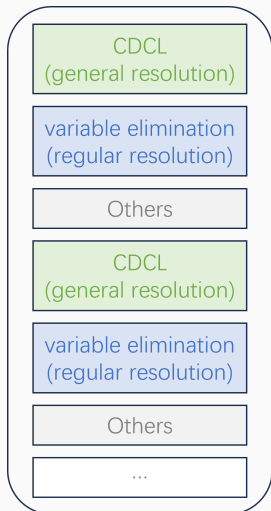 CDCL
(general resolution)
variable elimination
(regular resolution)
Others
CDCL
(general resolution)
variable elimination
(regular resolution)
Others
...